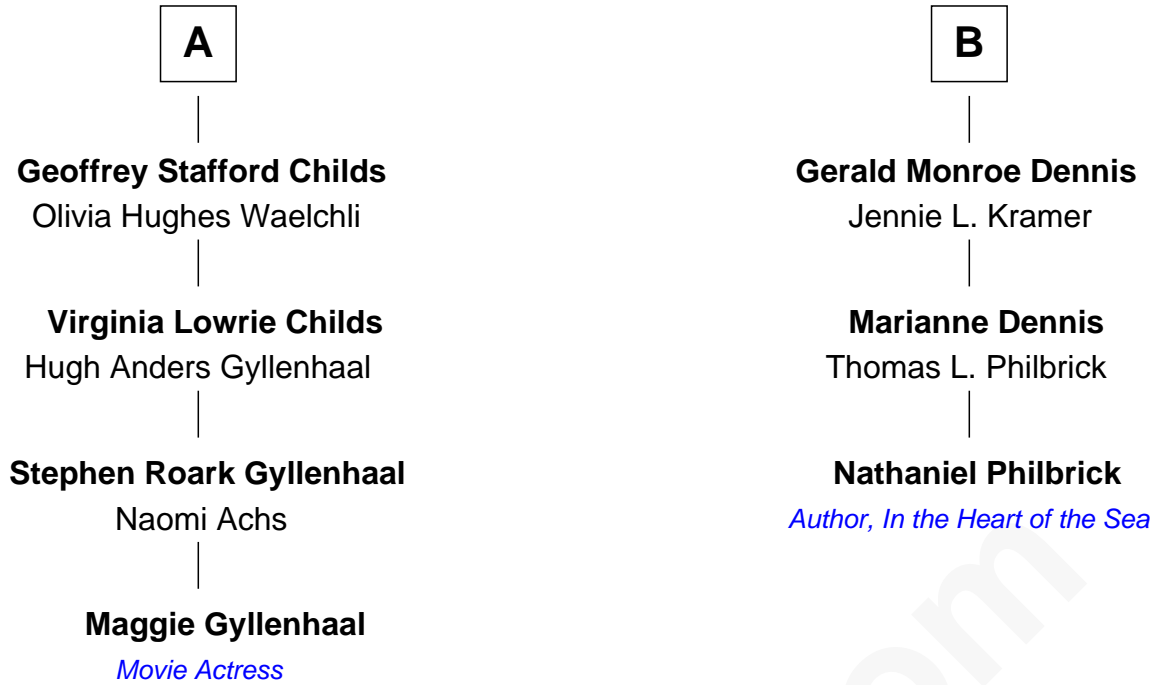 A
Geoffrey Stafford Childs
Olivia Hughes Waelchli
Virginia Lowrie Childs
Hugh Anders Gyllenhaal
Stephen Roark Gyllenhaal
Naomi Achs
Maggie Gyllenhaal
Movie Actress
B
Gerald Monroe Dennis
Jennie L. Kramer
Marianne Dennis
Thomas L. Philbrick
Nathaniel Philbrick
Author, In the Heart of the Sea
om